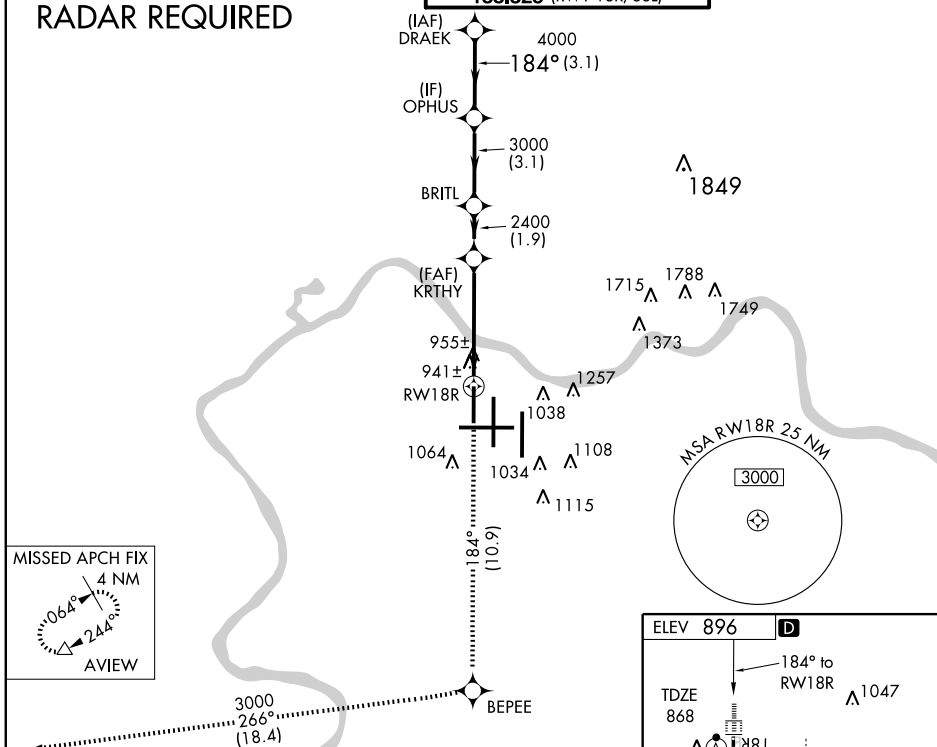 RADAR REQUIRED
(IAF)
DRAEK
4000
184° (3.1)
(IF)
OPHUS
3000
(3.1)
1849
BRITL
2400
(1.9)
(FAF)
KRTHY
1715
1788
1749
1373
955±
941±
RW18R
1257
1038
1064
1034
1108
1115
MSA RW18R 25 NM
3000
184°
(10.9)
MISSED APCH FIX
4 NM
064°
244°
AVIEW
ELEV 896 D
184° to
RW18R
TDZE
868
1047
BEPEE
3000
266°
(18.4)